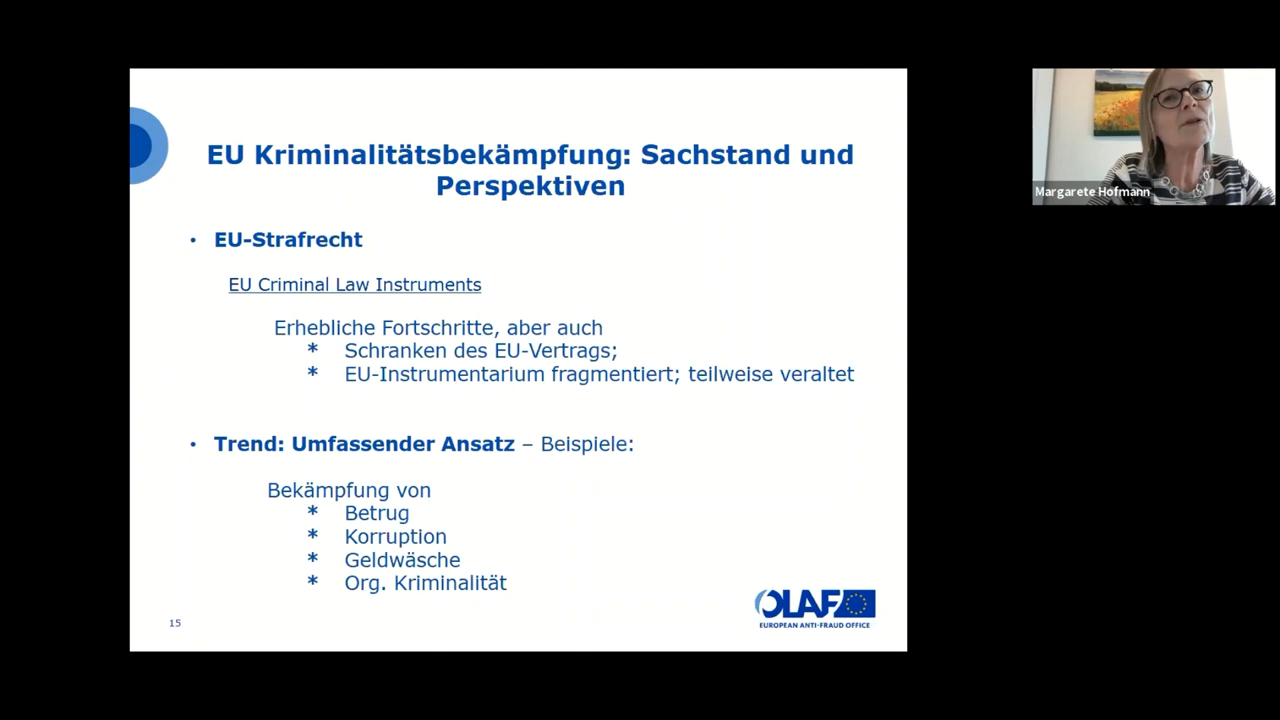 EU Kriminalitätsbekämpfung: Sachstand und
Perspektiven
• EU-Strafrecht
EU Criminal Law Instruments
Erhebliche Fortschritte, aber auch
* Schranken des EU-Vertrags;
* EU-Instrumentarium fragmentiert; teilweise veraltet
• Trend: Umfassender Ansatz – Beispiele:
Bekämpfung von
* Betrug
* Korruption
* Geldwäsche
* Org. Kriminalität
15
OLAF
EUROPEAN ANTI-FRAUD OFFICE
Margarete Hofmann